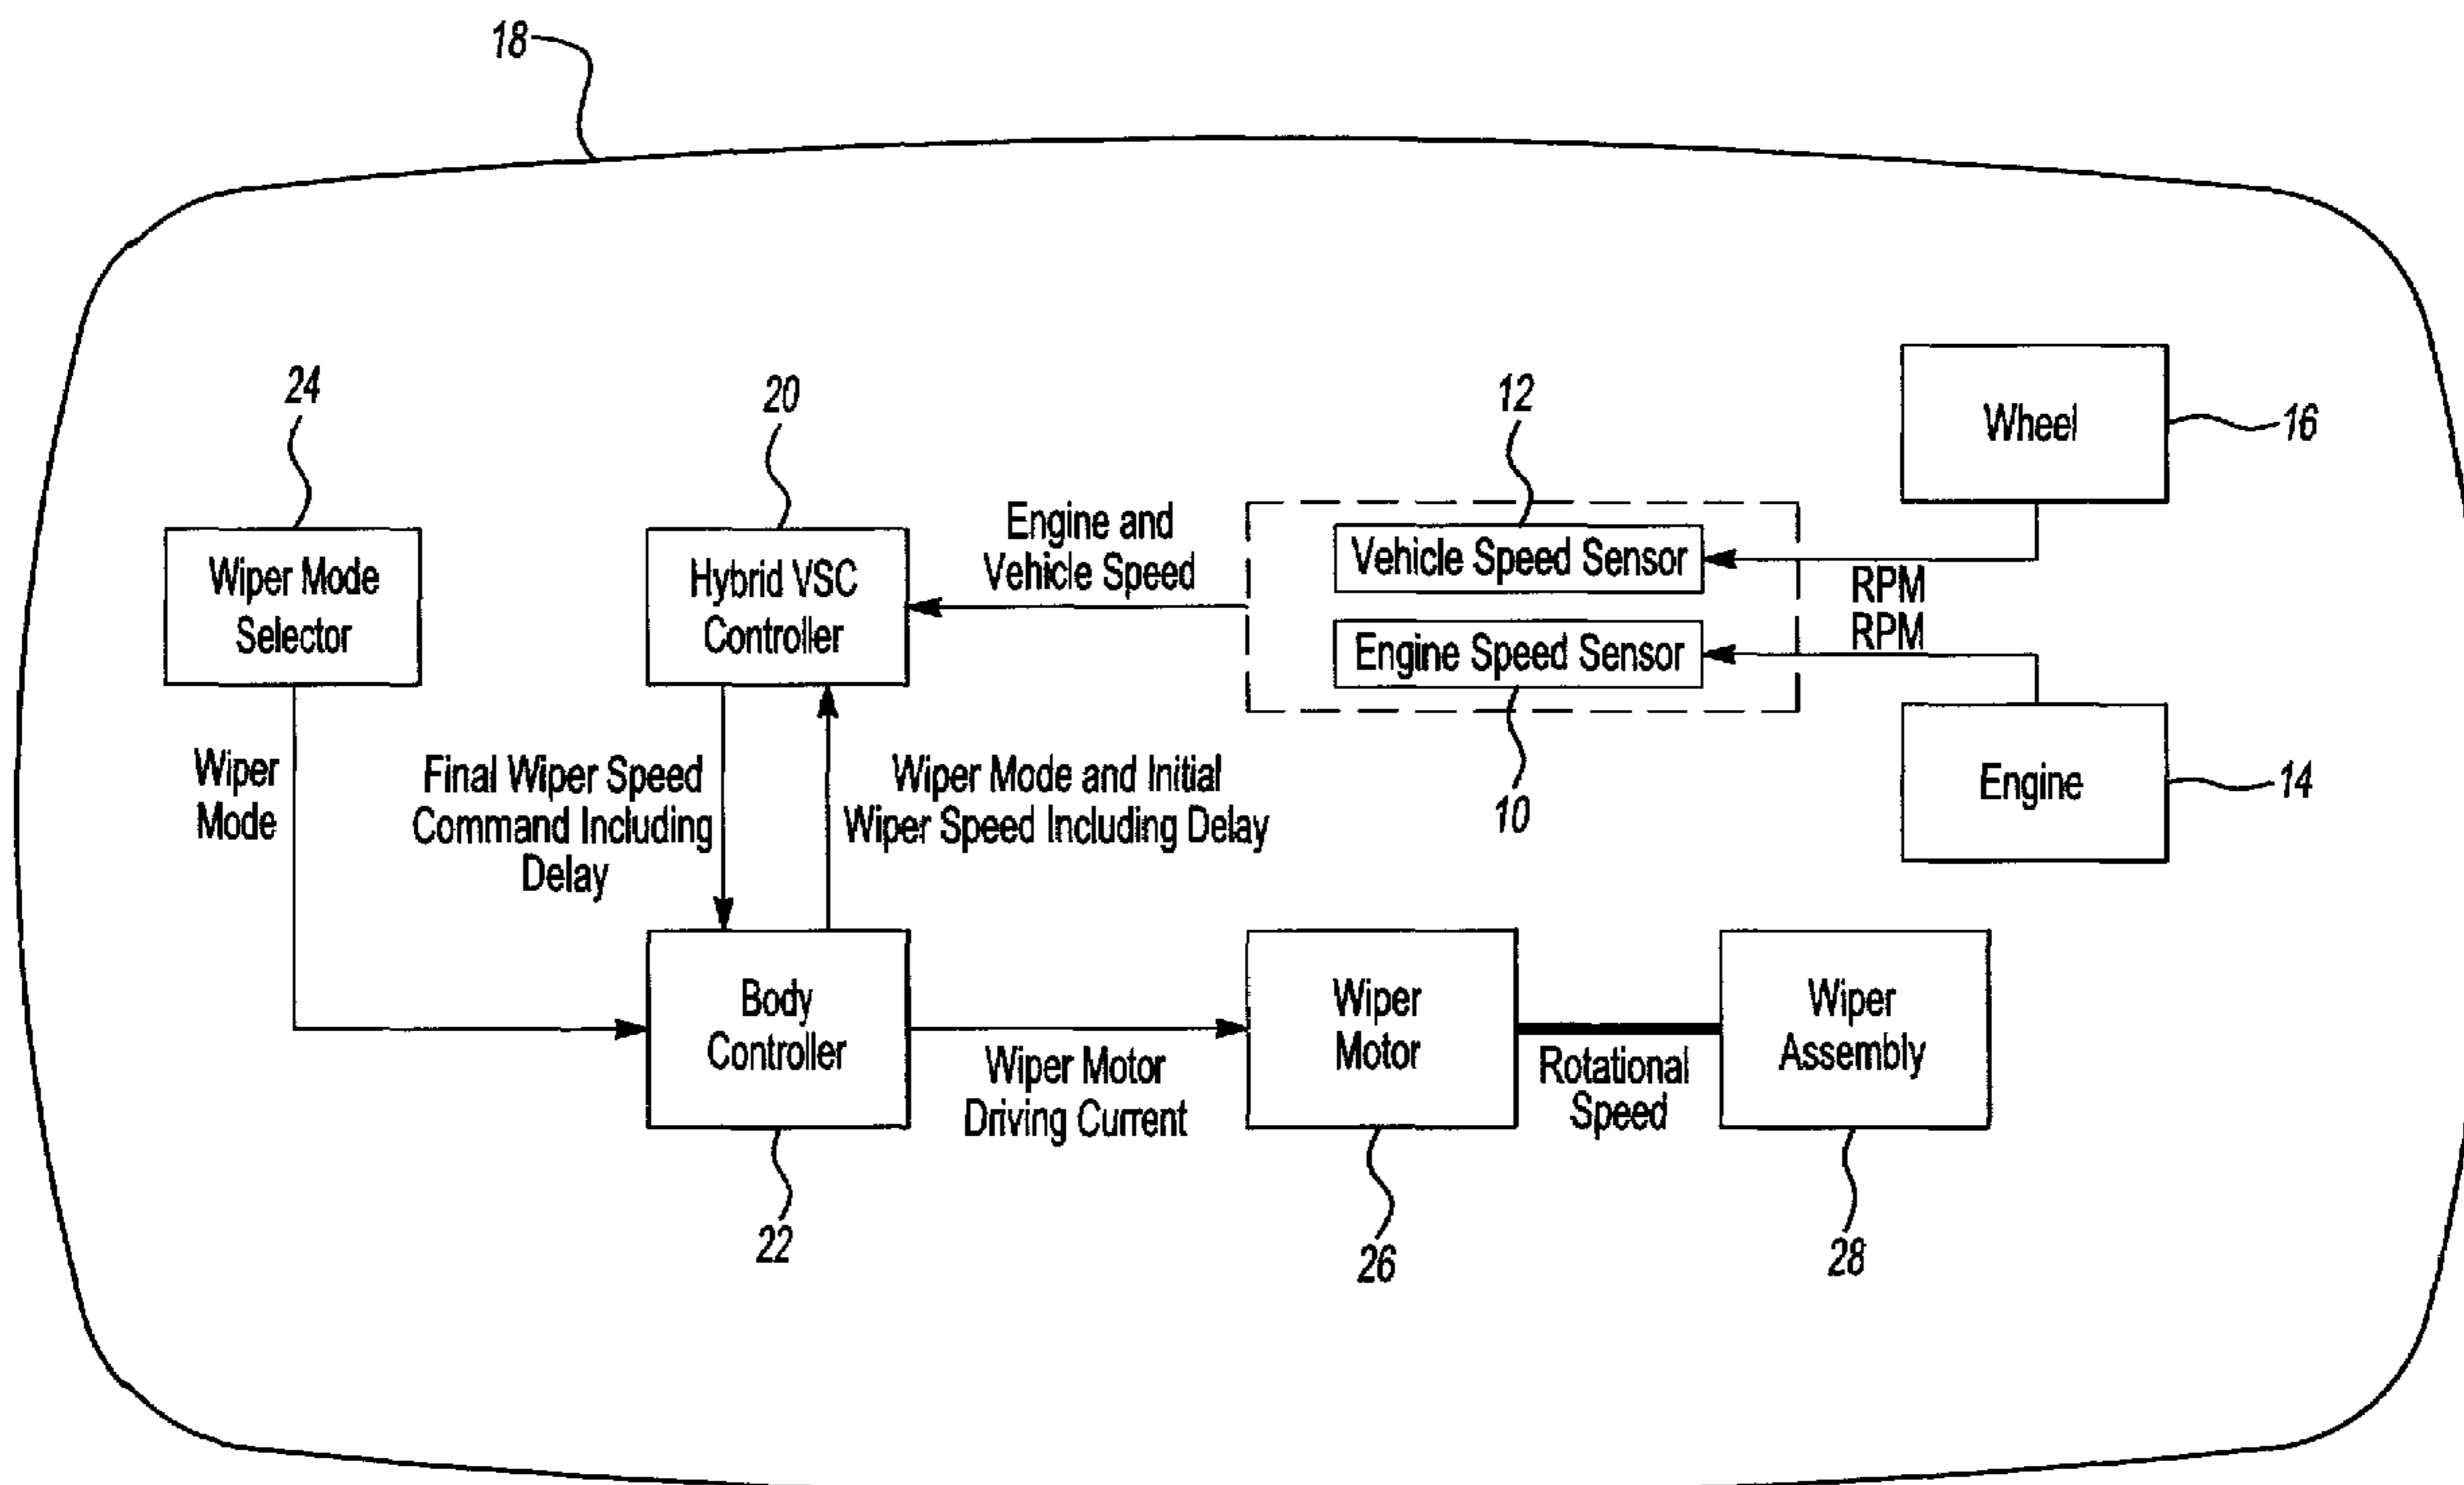 18
24
20
12
Wheel
16
Wiper Mode
Selector
Hybrid VSC
Controller
Engine and
Vehicle Speed
Vehicle Speed Sensor
RPM
RPM
Engine Speed Sensor
10
Engine
14
Wiper
Mode
Final Wiper Speed
Command Including
Delay
Wiper Mode and Initial
Wiper Speed Including Delay
Body
Controller
Wiper Motor
Driving Current
Wiper
Motor
Rotational
Speed
Wiper
Assembly
22
26
28